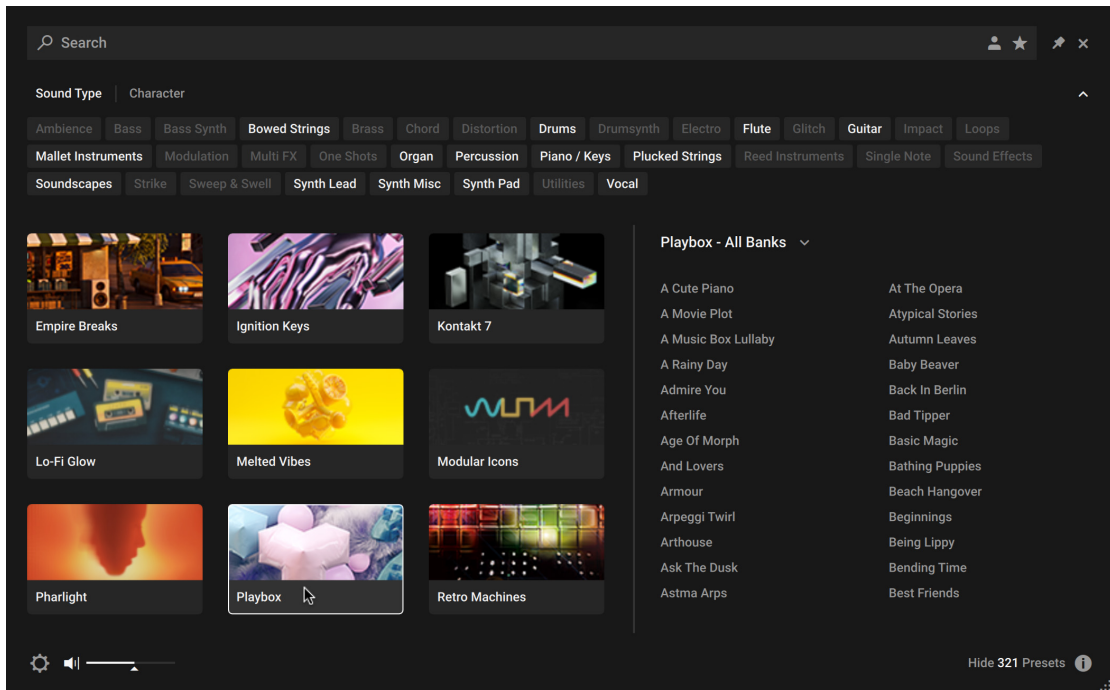 Search
Sound Type Character
Ambience Bass Bass Synth Bowed Strings Brass Chord Distortion Drums Drumsynth Electro Flute Glitch Guitar Impact Loops
Mallet Instruments Modulation Multi FX One Shots Organ Percussion Piano / Keys Plucked Strings Reed Instruments Single Note Sound Effects
Soundscapes Strike Sweep & Swell Synth Lead Synth Misc Synth Pad Utilities Vocal
Empire Breaks Ignition Keys Kontakt 7
Lo-Fi Glow Melted Vibes Modular Icons
Pharlight Playbox Retro Machines
Playbox - All Banks
A Cute Piano At The Opera
A Movie Plot Atypical Stories
A Music Box Lullaby Autumn Leaves
A Rainy Day Baby Beaver
Admire You Back In Berlin
Afterlife Bad Tipper
Age Of Morph Basic Magic
And Lovers Bathing Puppies
Armour Beach Hangover
Arpeggi Twirl Beginnings
Arthouse Being Lippy
Ask The Dusk Bending Time
Astma Arps Best Friends
Hide 321 Presets